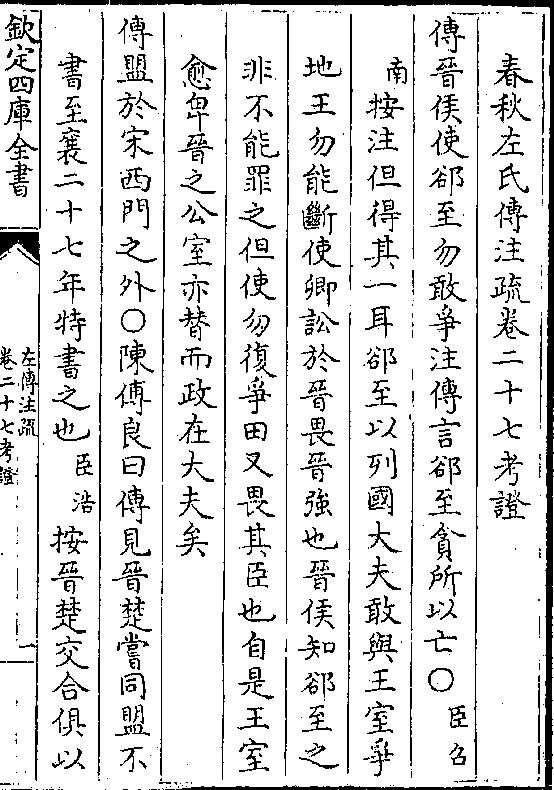 春秋左氏傳注疏卷二十七考證
傳晉侯使郤至勿敢爭注傳言郤至貪所以亡〇臣召
南按注但得其一耳郤至以列國大夫敢與王室爭
地王勿能斷使卿訟於晉畏晉強也晉侯知郤至之
非不能罪之但使勿復爭田又畏其臣也自是王室
愈卑晉之公室亦替而政在大夫矣
傳盟於宋西門之外〇陳傅良曰傳見晉楚嘗同盟不
書至襄二十七年特書之也臣浩按晉楚交合俱以
欽定四庫全書
左傳注疏
卷二十七考證
一